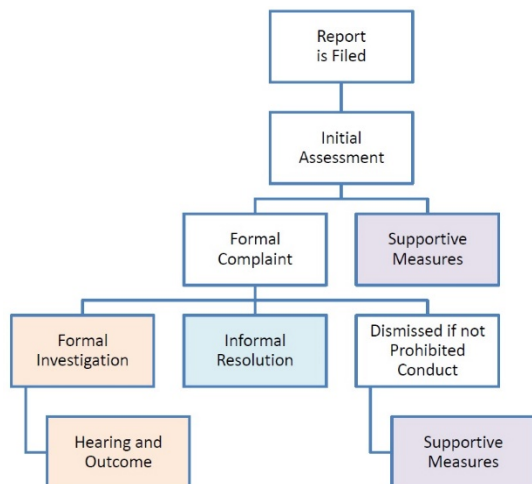 Report
is Filed
Initial
Assessment
Formal
Complaint
Supportive
Measures
Formal
Investigation
Informal
Resolution
Dismissed if not
Prohibited
Conduct
Hearing and
Outcome
Supportive
Measures